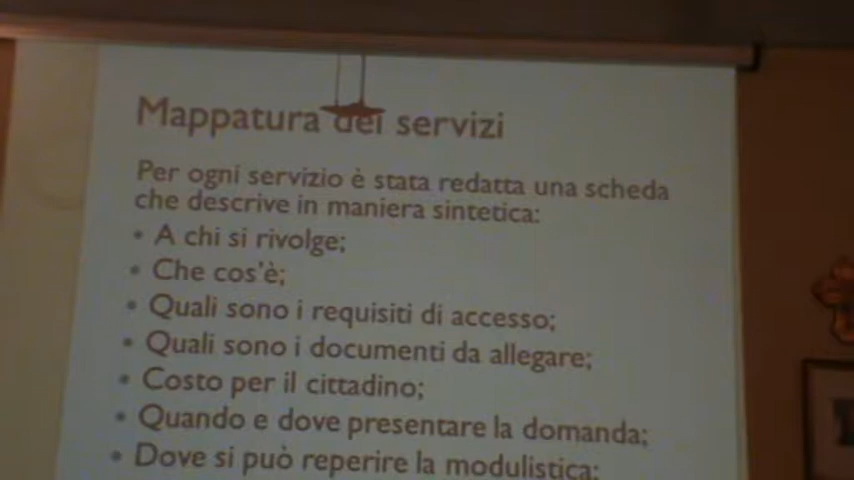 Mappatura dei servizi
Per ogni servizio è stata redatta una scheda
che descrive in maniera sintetica:
• A chi si rivolge;
• Che cos'è;
• Quali sono i requisiti di accesso;
• Quali sono i documenti da allegare;
• Costo per il cittadino;
• Quando e dove presentare la domanda;
• Dove si può reperire la modulistica;